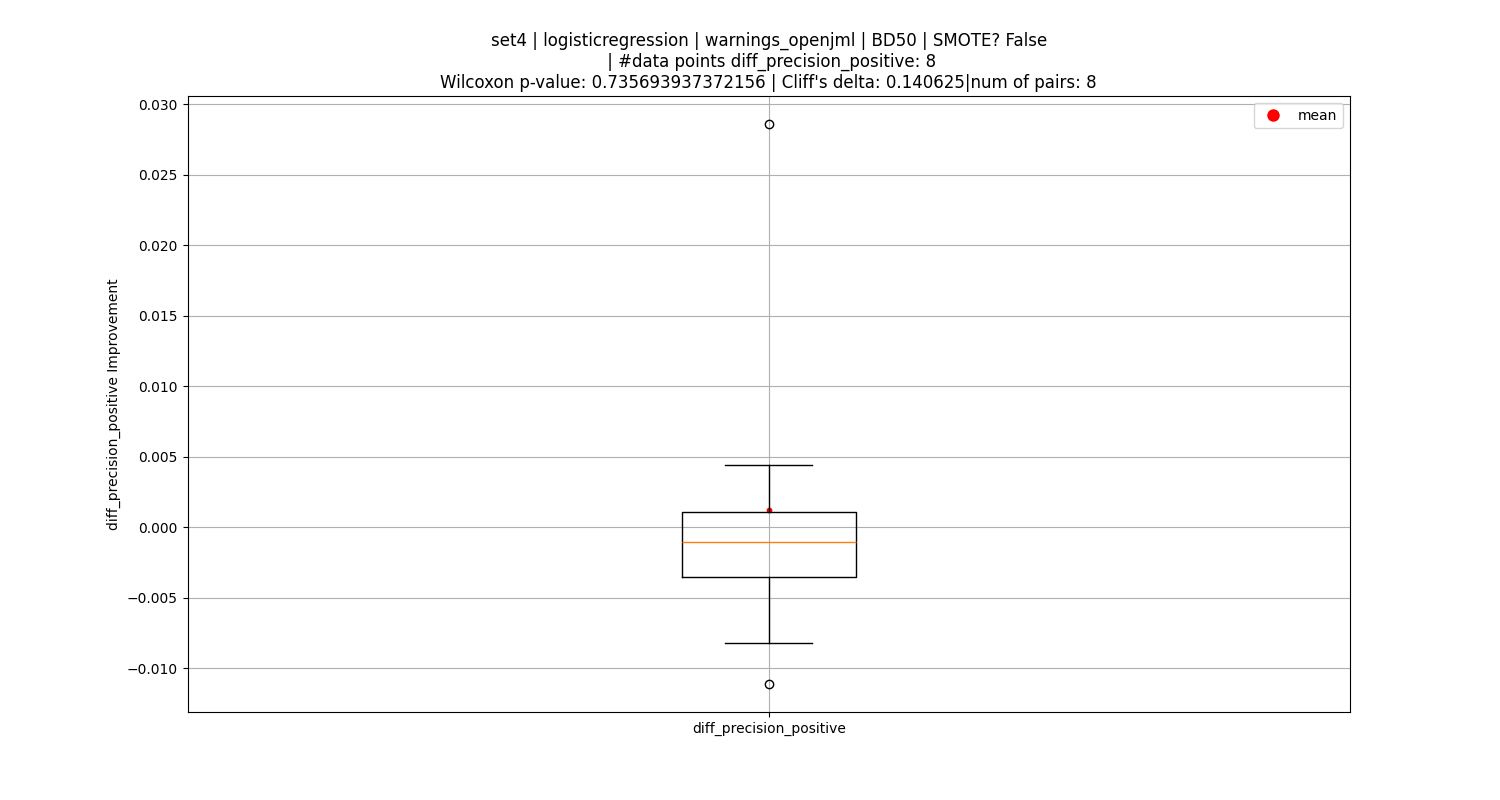 set4 | logisticregression | warnings_openjml | BD50 | SMOTE? False
| #data points diff_precision_positive: 8
Wilcoxon p-value: 0.735693937372156 | Cliff's delta: 0.140625|num of pairs: 8
mean
0.030
0.025
0.020
0.015
0.010
0.005
0.000
−0.005
−0.010
diff_precision_positive Improvement
diff_precision_positive